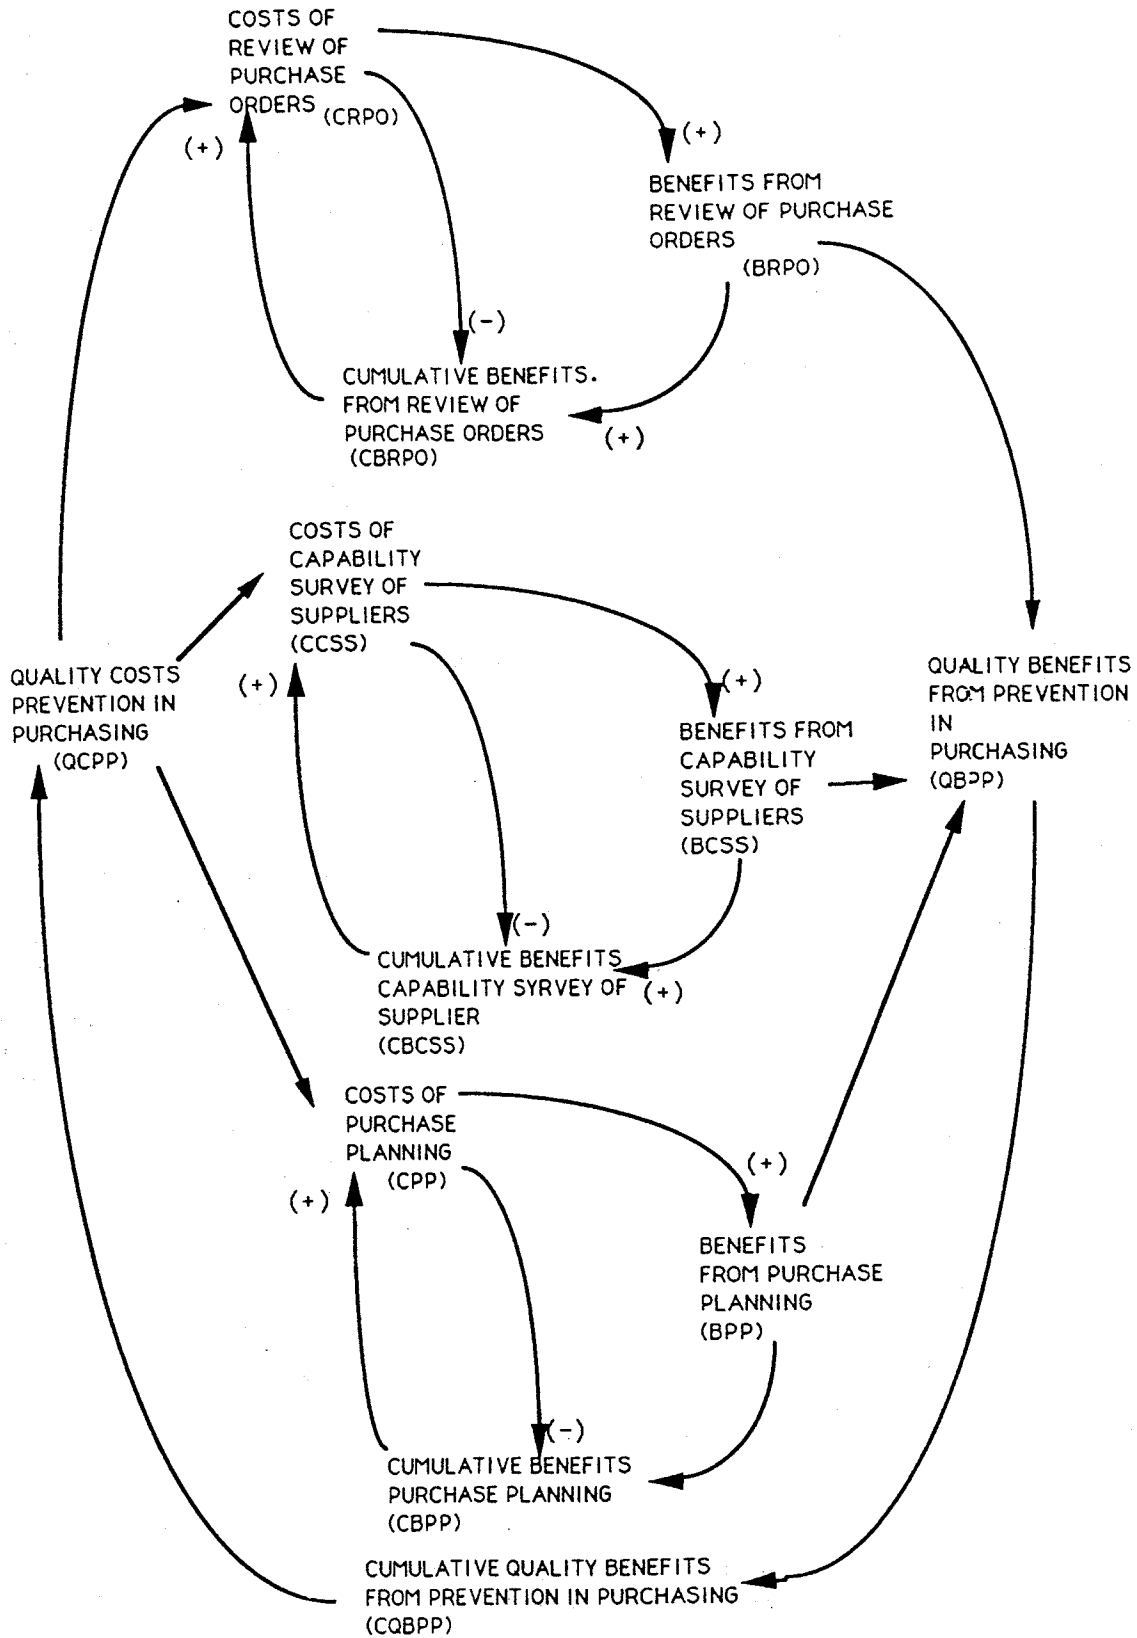 COSTS OF
REVIEW OF
PURCHASE
ORDERS (CRPO)
(+)
(+)
BENEFITS FROM
REVIEW OF PURCHASE
ORDERS
(BRPO)
(-)
CUMULATIVE BENEFITS.
FROM REVIEW OF
PURCHASE ORDERS
(CBRPO)
(+)
COSTS OF
CAPABILITY
SURVEY OF
SUPPLIERS
(CCSS)
(+)
QUALITY COSTS
PREVENTION IN
PURCHASING
(QCPP)
(+)
BENEFITS FROM
CAPABILITY
SURVEY OF
SUPPLIERS
(BCSS)
QUALITY BENEFITS
FROM PREVENTION
IN
PURCHASING
(QBPP)
(-)
CUMULATIVE BENEFITS
CAPABILITY SYRVEY OF
SUPPLIER
(CBCSS)
(+)
COSTS OF
PURCHASE
PLANNING
(CPP)
(+)
(+)
BENEFITS
FROM PURCHASE
PLANNING
(BPP)
(-)
CUMULATIVE BENEFITS
PURCHASE PLANNING
(CBPP)
CUMULATIVE QUALITY BENEFITS
FROM PREVENTION IN PURCHASING
(CQBPP)